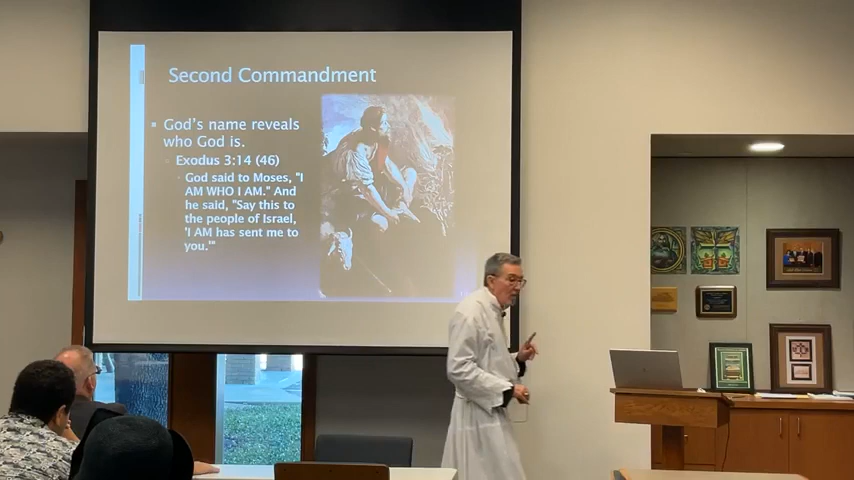 Second Commandment
God's name reveals
who God is.
Exodus 3:14 (46)
God said to Moses, "I
AM WHO I AM." And
he said, "Say this to
the people of Israel,
'I AM has sent me to
you.'"